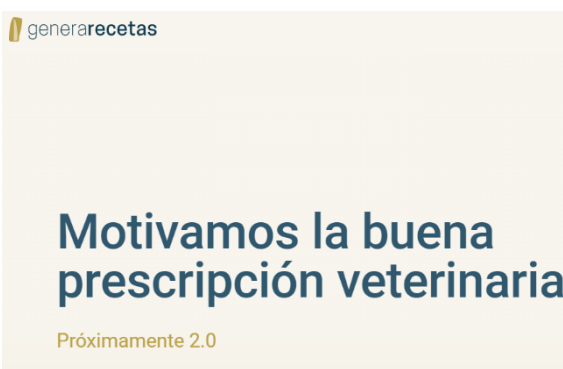 generarecetas
Motivamos la buena
prescripción veterinaria
Próximamente 2.0